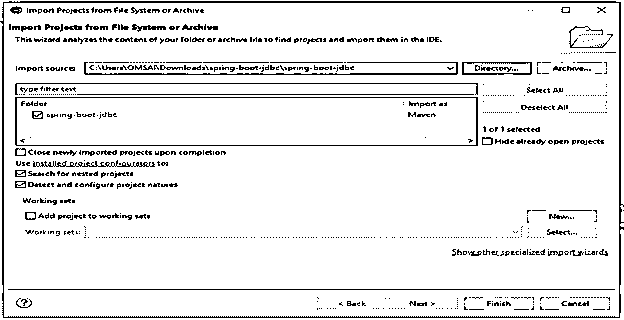 Import Projects from File System or Archive
Import Projects from File System or Archive
This wizard analyzes the content of your folder or archive file to find projects and import them in the IDE.
Import source: C:\Users\OMSAI\Downloads\spring-boot-jdbc\spring-boot-jdbc Directory... Archive...
type filter text Select All
Folder Import as Deselect All
spring-boot-jdbc Maven
1 of 1 selected
Hide already open projects
Close newly imported projects upon completion
Use installed project configurators to:
Search for nested projects
Detect and configure project natures
Working sets
Add project to working sets New...
Working sets: Select...
Show other specialized import wizards
? < Back Next > Finish Cancel